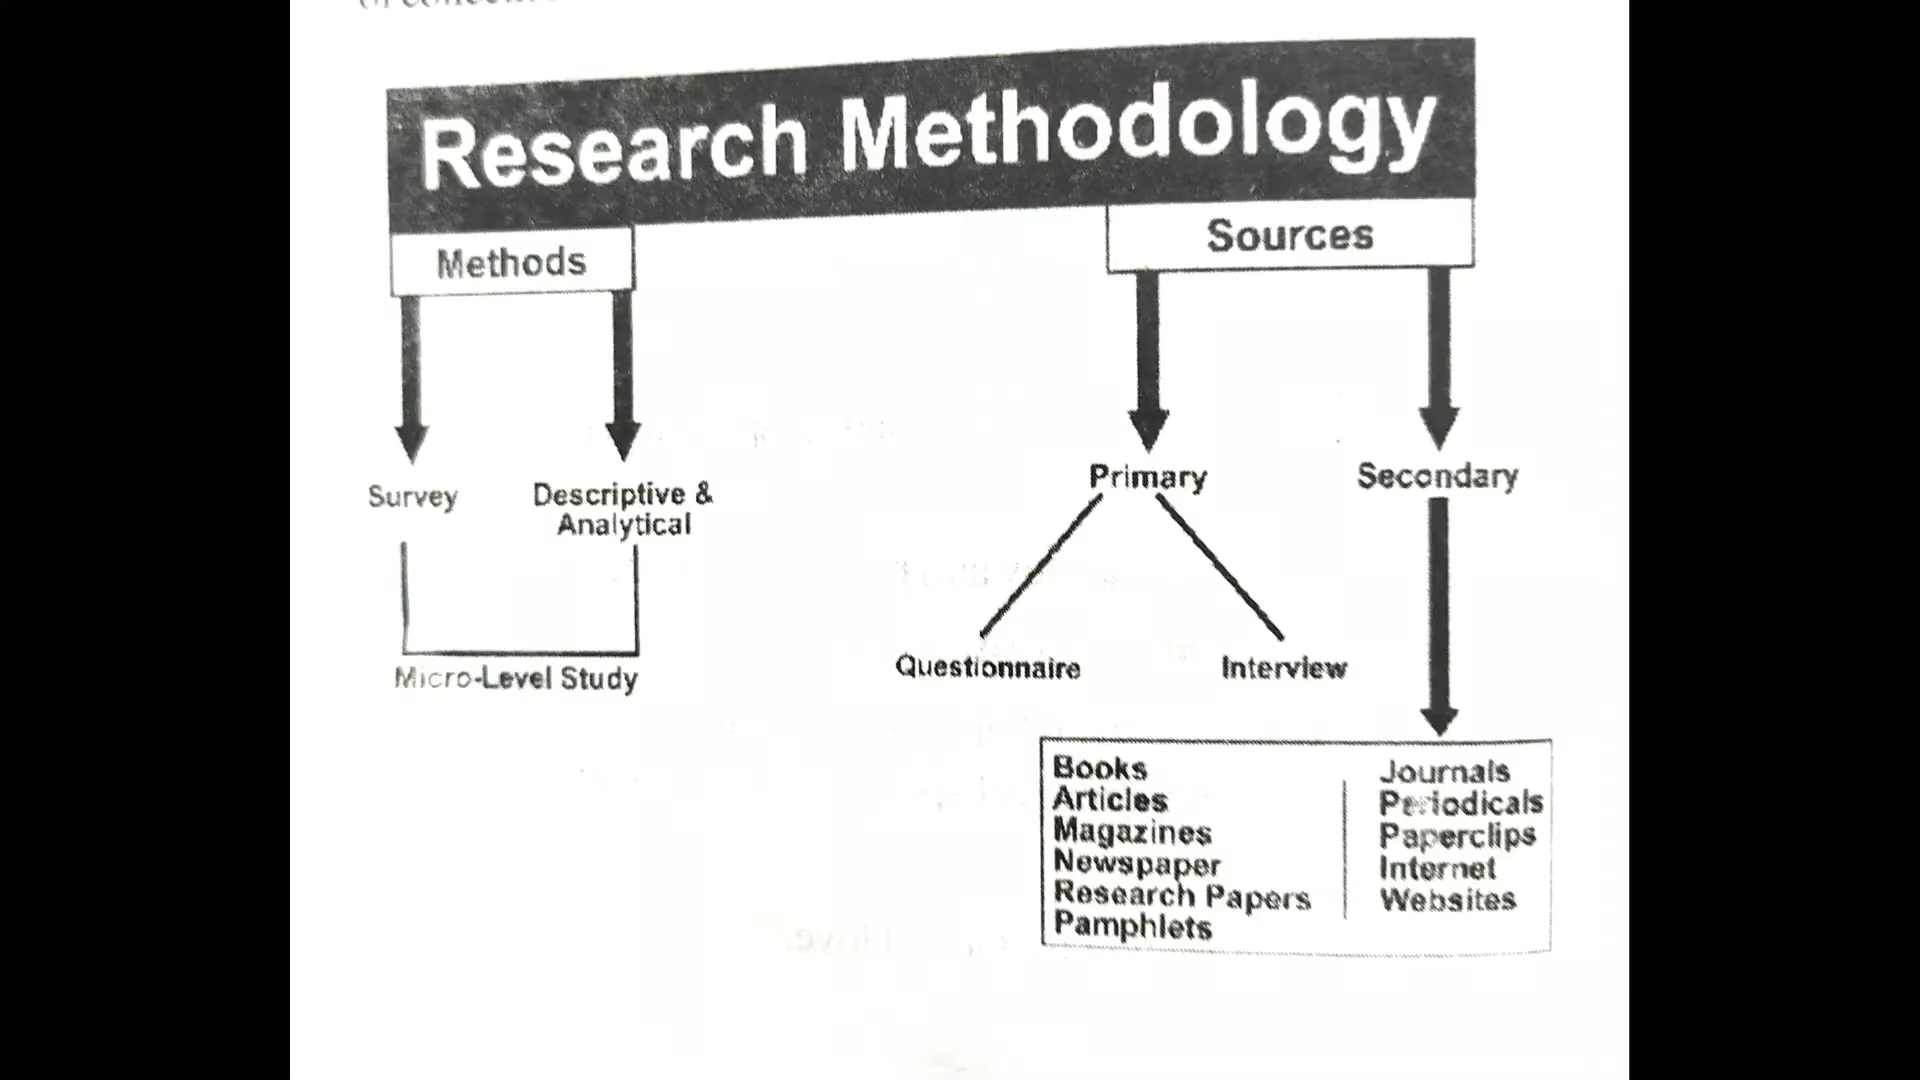 Research Methodology
Methods
Sources
Survey
Descriptive &
Analytical
Micro-Level Study
Primary
Secondary
Questionnaire
Interview
Books
Articles
Magazines
Newspaper
Research Papers
Pamphlets
Journals
Periodicals
Paperclips
Internet
Websites